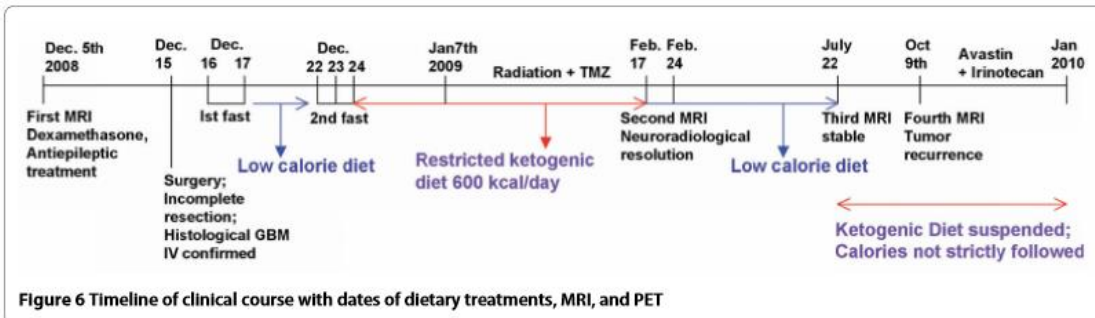 Dec. 5th
2008
Dec.
15
Dec.
16 17
Dec.
22 23 24
Jan7th
2009
Radiation + TMZ
Feb. Feb.
17 24
July
22
Oct
9th
Avastin
+ Irinotecan
Jan
2010
First MRI
Dexamethasone,
Antiepileptic
treatment
Surgery;
Incomplete
resection;
Histological GBM
IV confirmed
Ist fast
Low calorie diet
2nd fast
Restricted ketogenic
diet 600 kcal/day
Second MRI
Neuroradiological
resolution
Low calorie diet
Third MRI
stable
Fourth MRI
Tumor
recurrence
Ketogenic Diet suspended;
Calories not strictly followed
Figure 6 Timeline of clinical course with dates of dietary treatments, MRI, and PET